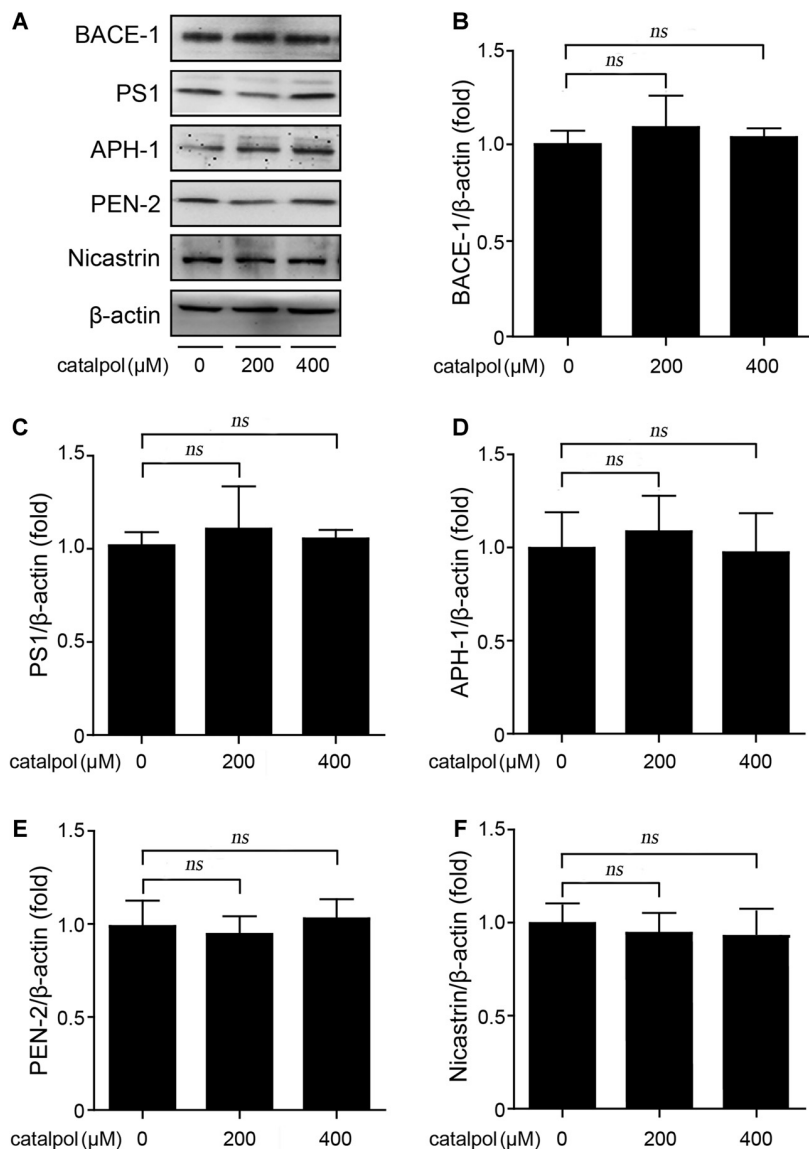 A
BACE-1
PS1
APH-1
PEN-2
Nicastrin
β-actin
catalpol (μM) 0 200 400
B
BACE-1/β-actin (fold)
1.5
1.0
0.5
0
ns
ns
catalpol (μM) 0 200 400
C
PS1/β-actin (fold)
1.5
1.0
0.5
0
ns
ns
catalpol (μM) 0 200 400
D
APH-1/β-actin (fold)
1.5
1.0
0.5
0
ns
ns
catalpol (μM) 0 200 400
E
PEN-2/β-actin (fold)
1.5
1.0
0.5
0
ns
ns
catalpol (μM) 0 200 400
F
Nicastrin/β-actin (fold)
1.5
1.0
0.5
0
ns
ns
catalpol (μM) 0 200 400